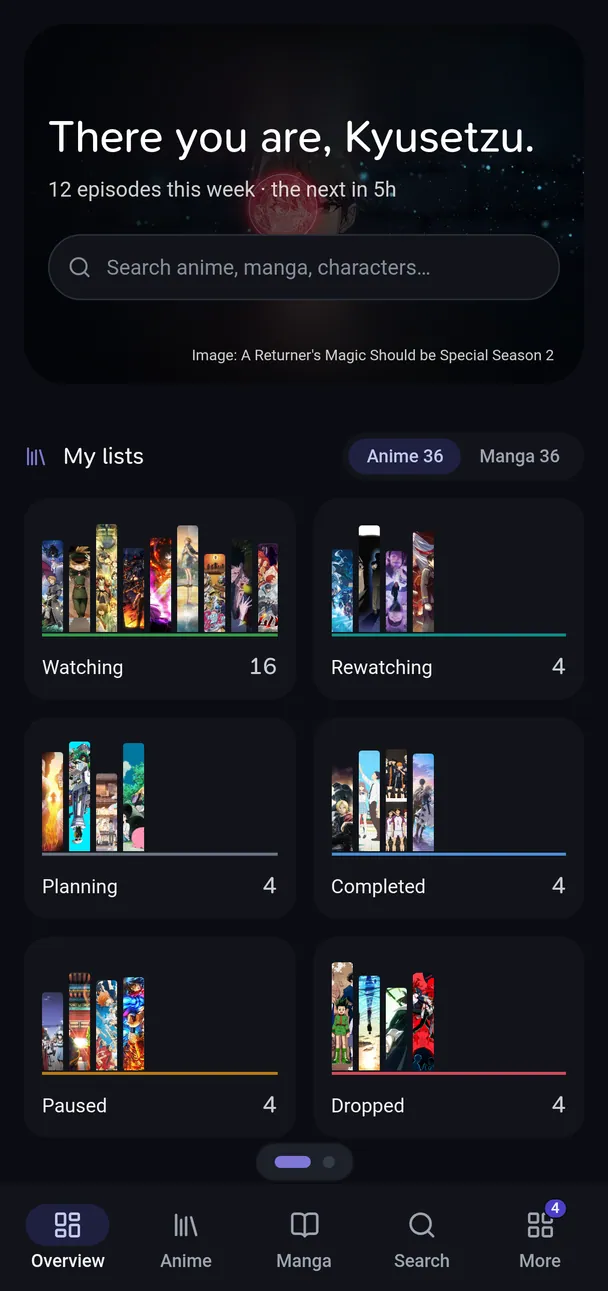 There you are, Kyusetzu.
12 episodes this week · the next in 5h
Search anime, manga, characters...
Image: A Returner's Magic Should be Special Season 2
My lists
Anime 36
Manga 36
Watching
16
Rewatching
4
Planning
4
Completed
4
Paused
4
Dropped
4
4
Overview
Anime
Manga
Search
More